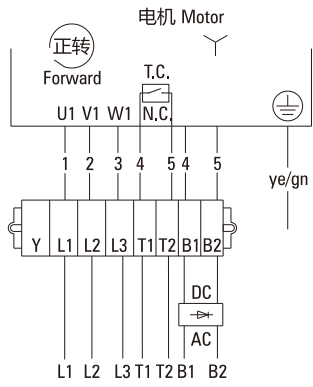 电机 Motor
正转
Forward
T.C.
U1 V1 W1 N.C.
1 2 3 4 5 4 5
ye/gn
Y L1 L2 L3 T1 T2 B1 B2
DC
AC
L1 L2 L3 T1 T2 B1 B2